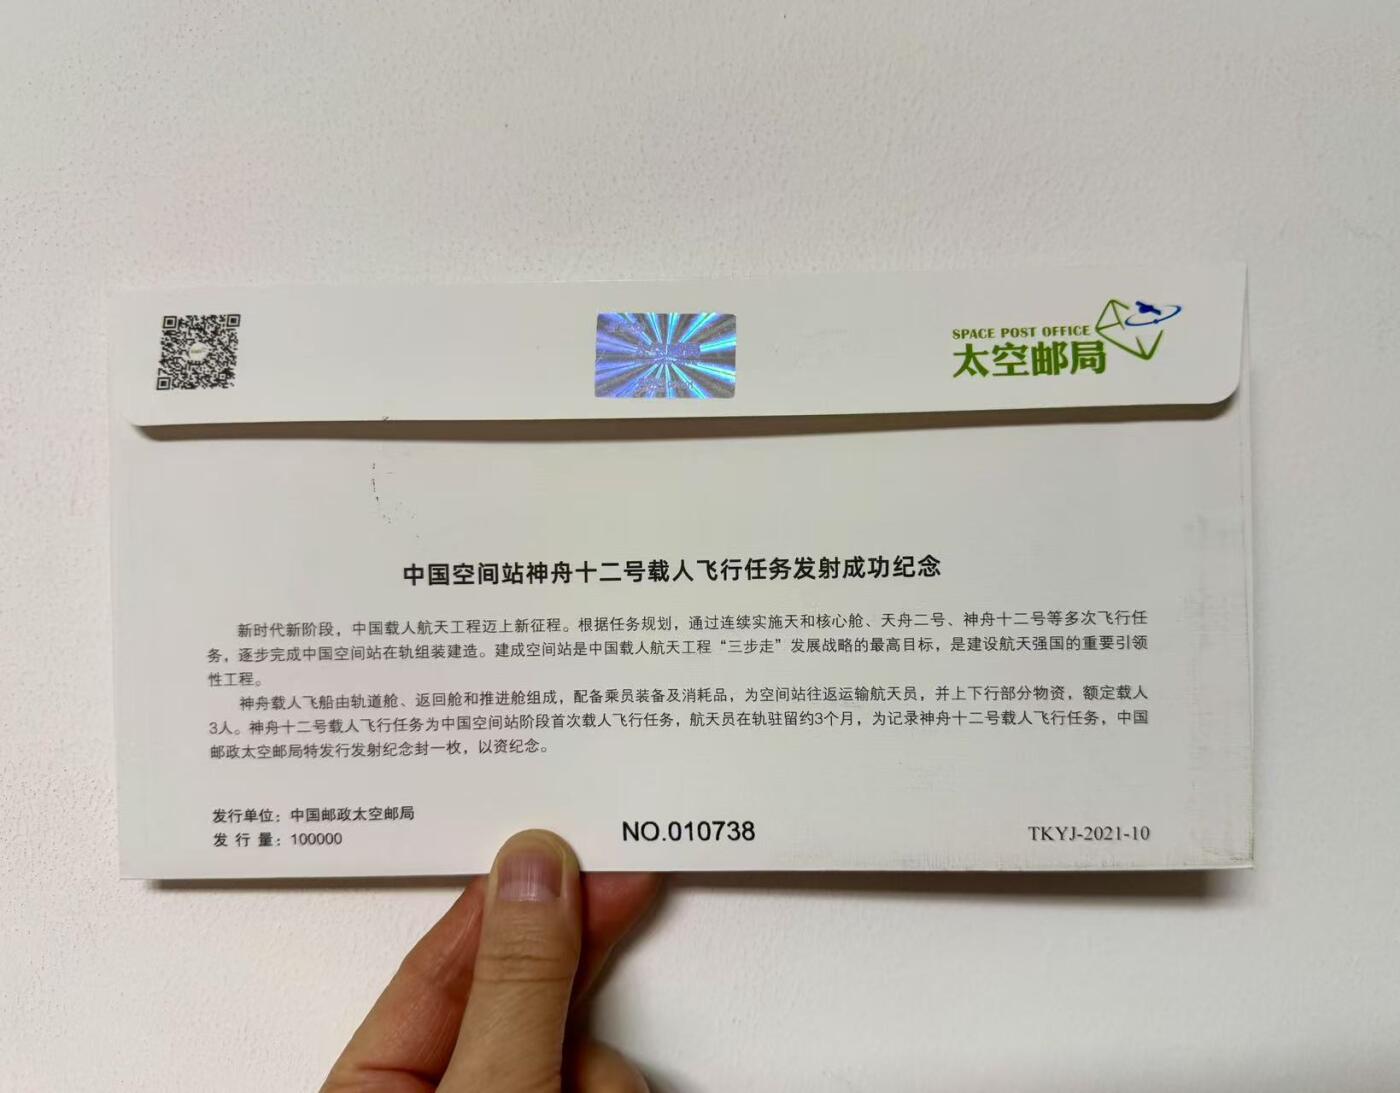 SPACE POST OFFICE
太空邮局
中国空间站神舟十二号载人飞行任务发射成功纪念
新时代新阶段，中国载人航天工程迈上新征程。根据任务规划，通过连续实施天和核心舱、天舟二号、神舟十二号等多次飞行任
务，逐步完成中国空间站在轨组装建造。建成空间站是中国载人航天工程“三步走”发展战略的最高目标，是建设航天强国的重要引领
性工程。
神舟载人飞船由轨道舱、返回舱和推进舱组成，配备乘员装备及消耗品，为空间站往返运输航天员，并上下行部分物资，额定载人
3人。神舟十二号载人飞行任务为中国空间站阶段首次载人飞行任务，航天员在轨驻留约3个月，为记录神舟十二号载人飞行任务，中国
邮政太空邮局特发行发射纪念封一枚，以资纪念。
发行单位：中国邮政太空邮局
发 行 量：100000
NO.010738
TKYJ-2021-10